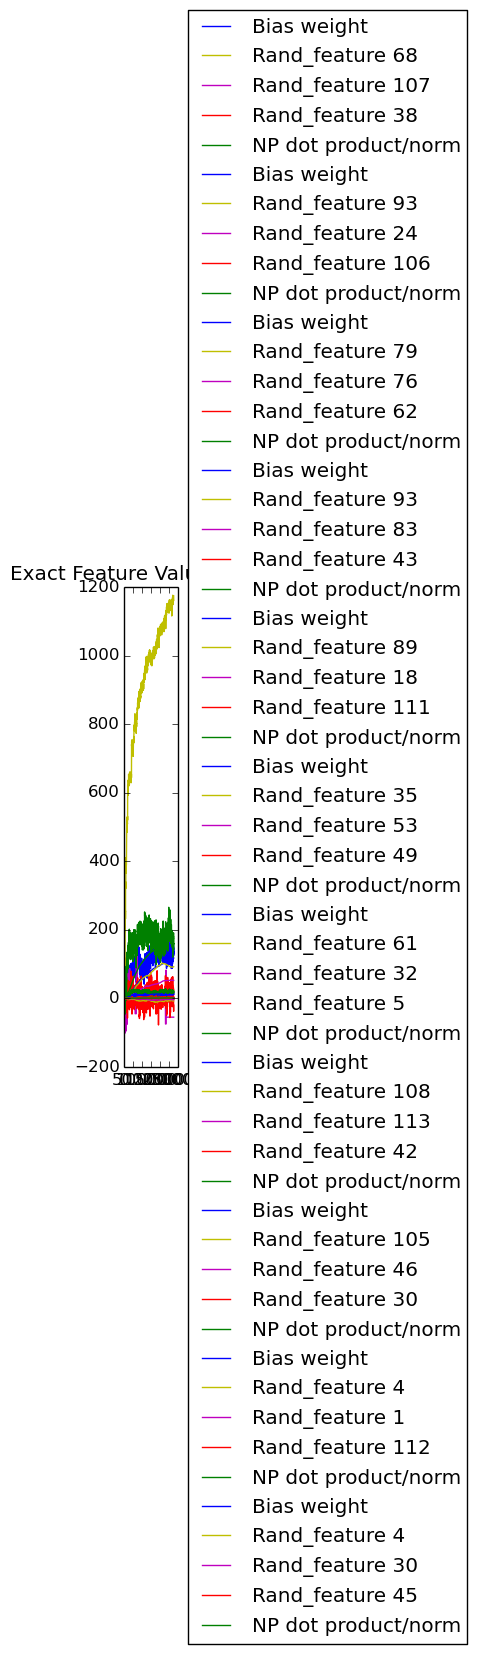 Bias weight
Rand_feature 68
Rand_feature 107
Rand_feature 38
NP dot product/norm
Bias weight
Rand_feature 93
Rand_feature 24
Rand_feature 106
NP dot product/norm
Bias weight
Rand_feature 79
Rand_feature 76
Rand_feature 62
NP dot product/norm
Bias weight
Rand_feature 93
Rand_feature 83
Rand_feature 43
NP dot product/norm
Bias weight
Rand_feature 89
Rand_feature 18
Rand_feature 111
NP dot product/norm
Bias weight
Rand_feature 35
Rand_feature 53
Rand_feature 49
NP dot product/norm
Bias weight
Rand_feature 61
Rand_feature 32
Rand_feature 5
NP dot product/norm
Bias weight
Rand_feature 108
Rand_feature 113
Rand_feature 42
NP dot product/norm
Bias weight
Rand_feature 105
Rand_feature 46
Rand_feature 30
NP dot product/norm
Bias weight
Rand_feature 4
Rand_feature 1
Rand_feature 112
NP dot product/norm
Bias weight
Rand_feature 4
Rand_feature 30
Rand_feature 45
NP dot product/norm
Exact Feature Valu
1200
1000
800
600
400
200
0
−200